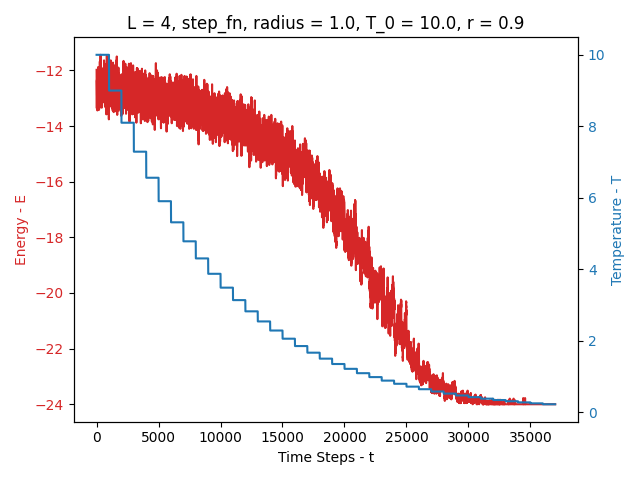 L = 4, step_fn, radius = 1.0, T_0 = 10.0, r = 0.9
Energy - E
−12
−14
−16
−18
−20
−22
−24
10
8
6
4
2
0
Temperature - T
0 5000 10000 15000 20000 25000 30000 35000
Time Steps - t